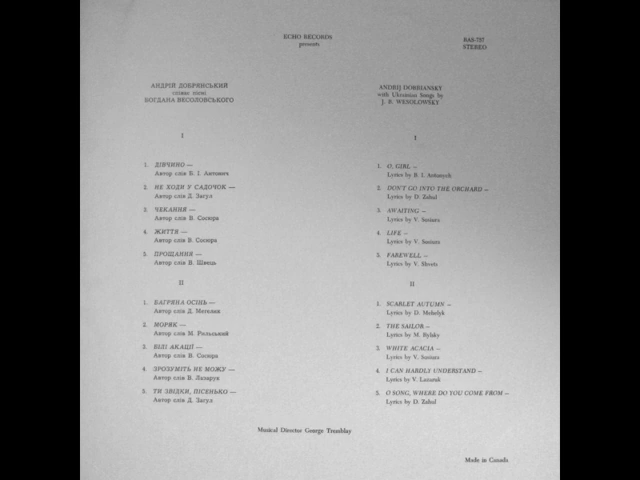 ECHO RECORDS
presents
BAS-737
STEREO
АНДРІЙ ДОБРЯНСЬКИЙ
співає пісні
БОГДАНА ВЕСОЛОВСЬКОГО
I
1. ДІВЧИНО —
Автор слів Б. І. Антонич
2. НЕ ХОДИ У САДОЧОК —
Автор слів Д. Загул
3. ЧЕКАННЯ —
Автор слів В. Сосюра
4. ЖИТТЯ —
Автор слів В. Сосюра
5. ПРОЩАННЯ —
Автор слів В. Швець
II
1. БАГРЯНА ОСІНЬ —
Автор слів Д. Мегелик
2. МОРЯК —
Автор слів М. Рильський
3. БІЛІ АКАЦІЇ —
Автор слів В. Сосюра
4. ЗРОЗУМІТЬ НЕ МОЖУ —
Автор слів В. Лазарук
5. ТИ ЗВІДКИ, ПІСЕНЬКО —
Автор слів Д. Загул
ANDRIJ DOBRIANSKY
with Ukrainian Songs by
J. B. WESOLOWSKY
I
1. O, GIRL —
Lyrics by B. I. Antonych
2. DON'T GO INTO THE ORCHARD —
Lyrics by D. Zahul
3. AWAITING —
Lyrics by V. Sosiura
4. LIFE —
Lyrics by V. Sosiura
5. FAREWELL —
Lyrics by V. Shvets
II
1. SCARLET AUTUMN —
Lyrics by D. Mehelyk
2. THE SAILOR —
Lyrics by M. Rylsky
3. WHITE ACACIA —
Lyrics by V. Sosiura
4. I CAN HARDLY UNDERSTAND —
Lyrics by V. Lazaruk
5. O SONG, WHERE DO YOU COME FROM —
Lyrics by D. Zahul
Musical Director George Tremblay
Made in Canada